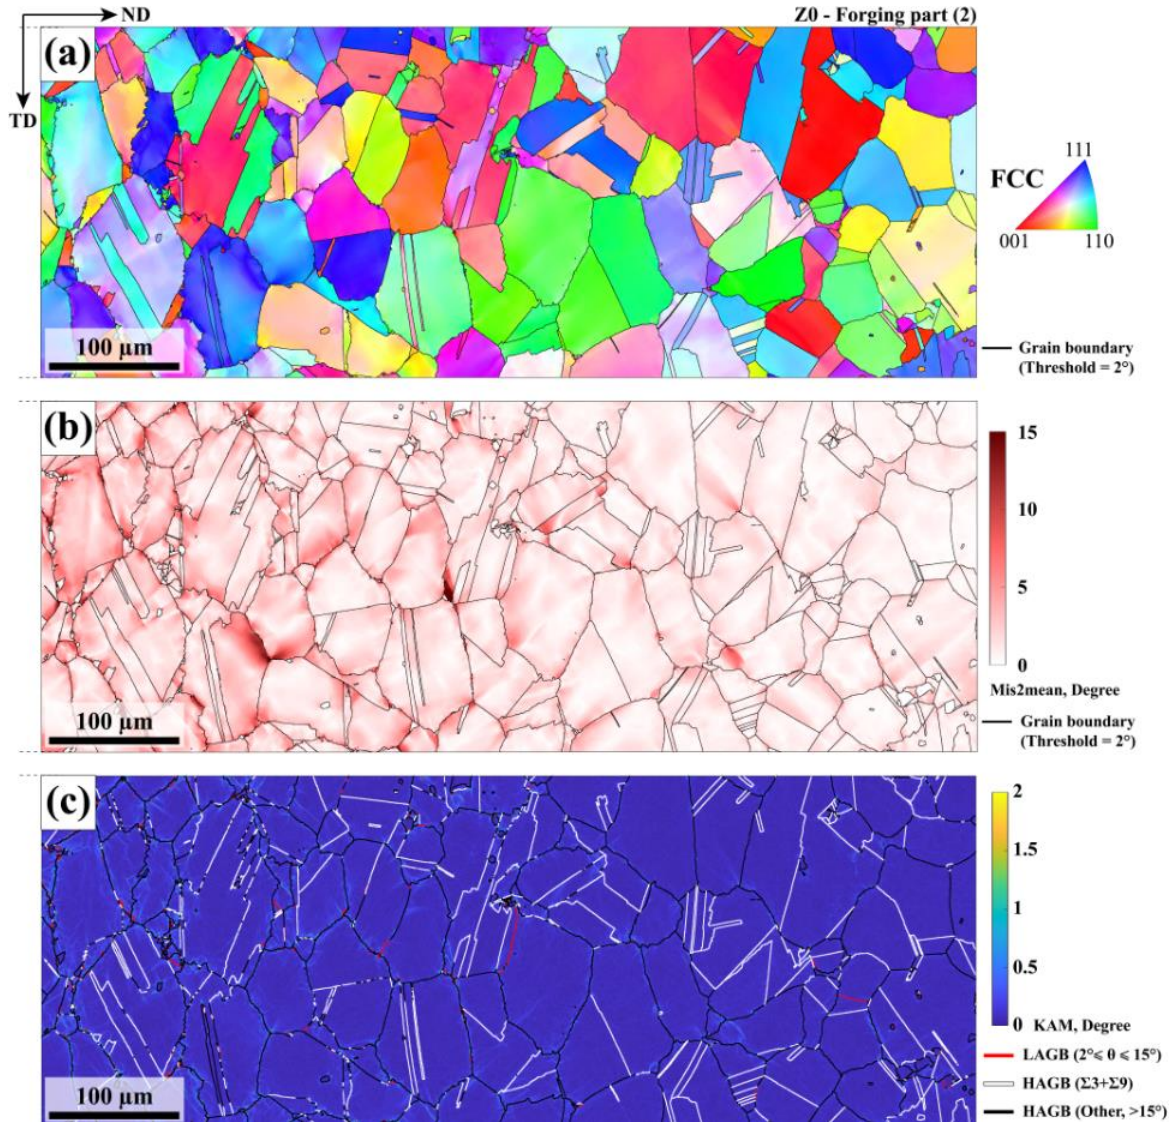 ND
Z0 - Forging part (2)
(a)
TD
111
FCC
001
110
100 µm
Grain boundary
(Threshold = 2°)
(b)
15
10
5
0
Mis2mean, Degree
100 µm
Grain boundary
(Threshold = 2°)
(c)
2
1.5
1
0.5
0
KAM, Degree
LAGB (2°≤ θ ≤ 15°)
HAGB (Σ3+Σ9)
100 µm
HAGB (Other, >15°)